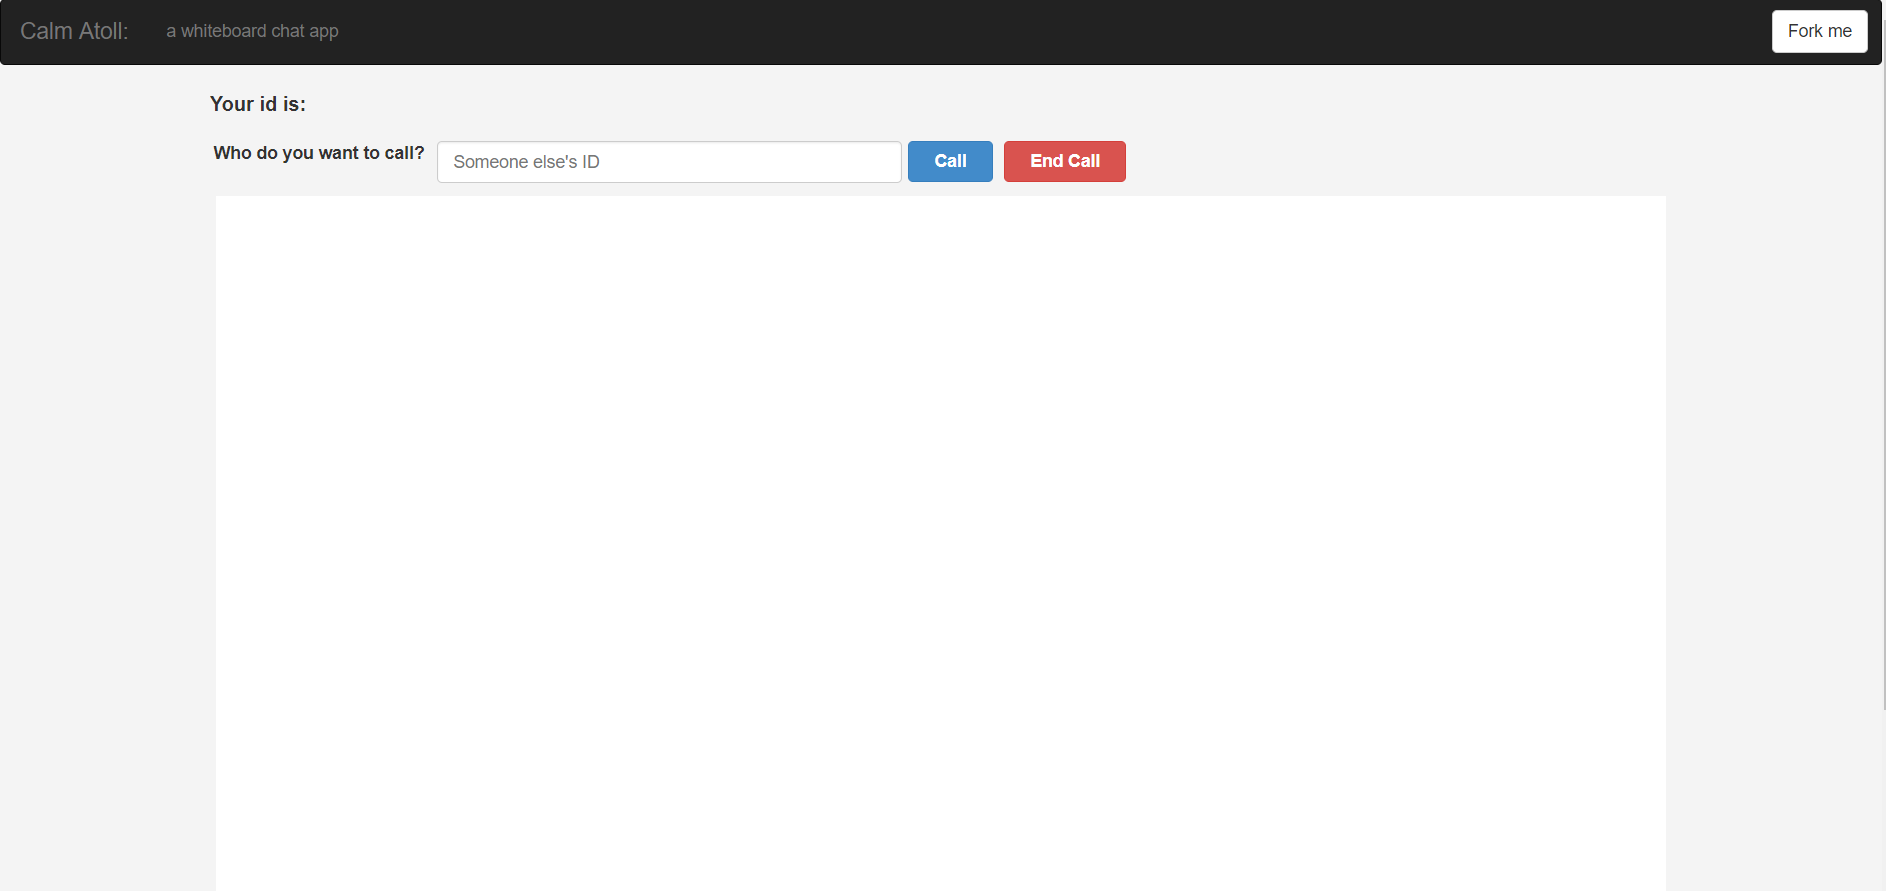 Calm Atoll: a whiteboard chat app Fork me
Your id is:
Who do you want to call? Someone else's ID Call End Call